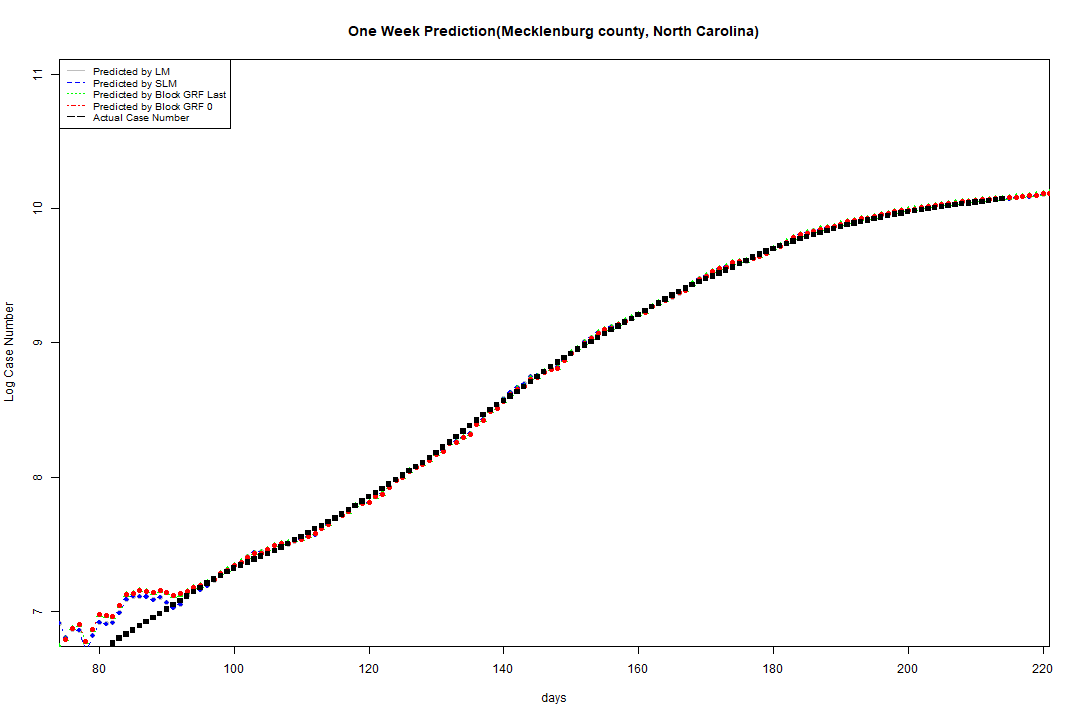 One Week Prediction(Mecklenburg county, North Carolina)
Predicted by LM
Predicted by SLM
Predicted by Block GRF Last
Predicted by Block GRF 0
Actual Case Number
11
10
9
8
7
Log Case Number
80 100 120 140 160 180 200 220
days